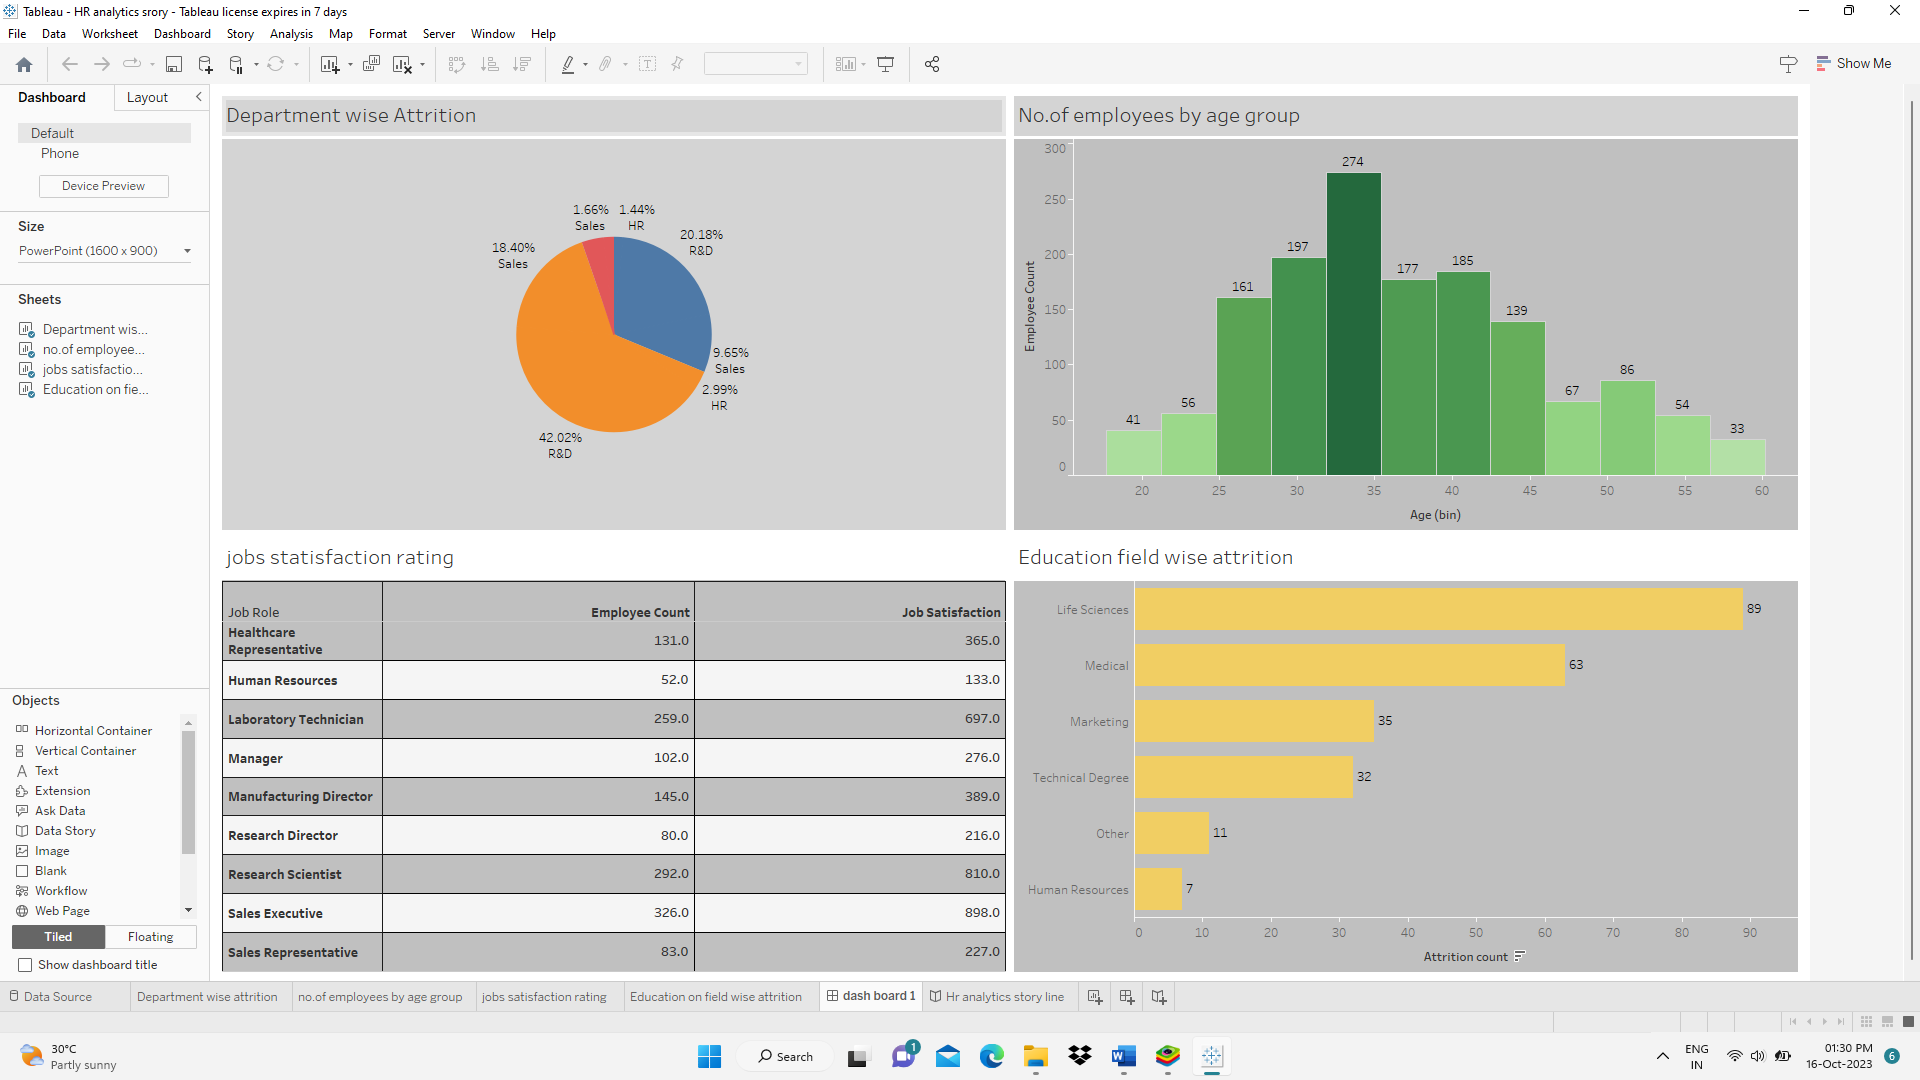 Tableau - HR analytics srory - Tableau license expires in 7 days
File Data Worksheet Dashboard Story Analysis Map Format Server Window Help
Show Me
Dashboard Layout
Default
Phone
Device Preview
Size
PowerPoint (1600 x 900)
Sheets
Department wis...
no.of employee...
jobs satisfactio...
Education on fie...
Objects
Horizontal Container
Vertical Container
Text
Extension
Ask Data
Data Story
Image
Blank
Workflow
Web Page
Tiled Floating
Show dashboard title
Department wise Attrition
1.66% Sales
1.44% HR
20.18% R&D
18.40% Sales
9.65% Sales
2.99% HR
42.02% R&D
No.of employees by age group
Employee Count
300
250
200
150
100
50
0
41 56 161 197 274 177 185 139 67 86 54 33
20 25 30 35 40 45 50 55 60
Age (bin)
jobs statisfaction rating
Job Role Employee Count Job Satisfaction
Healthcare Representative 131.0 365.0
Human Resources 52.0 133.0
Laboratory Technician 259.0 697.0
Manager 102.0 276.0
Manufacturing Director 145.0 389.0
Research Director 80.0 216.0
Research Scientist 292.0 810.0
Sales Executive 326.0 898.0
Sales Representative 83.0 227.0
Education field wise attrition
Life Sciences 89
Medical 63
Marketing 35
Technical Degree 32
Other 11
Human Resources 7
0 10 20 30 40 50 60 70 80 90
Attrition count
Data Source Department wise attrition no.of employees by age group jobs satisfaction rating Education on field wise attrition dash board 1 Hr analytics story line
30°C
Partly sunny
Search
1
ENG
IN
01:30 PM
16-Oct-2023
6